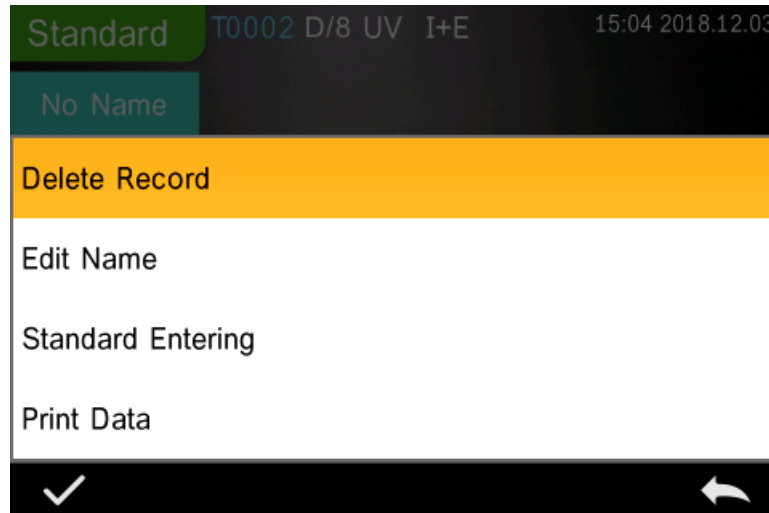 Standard T0002 D/8 UV I+E 15:04 2018.12.03
No Name
Delete Record
Edit Name
Standard Entering
Print Data